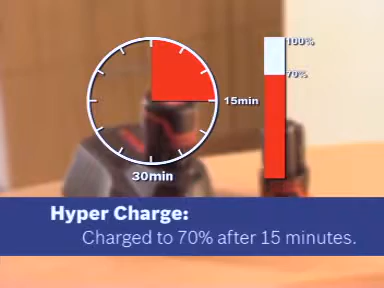 100%
70%
15min
30min
Hyper Charge:
Charged to 70% after 15 minutes.